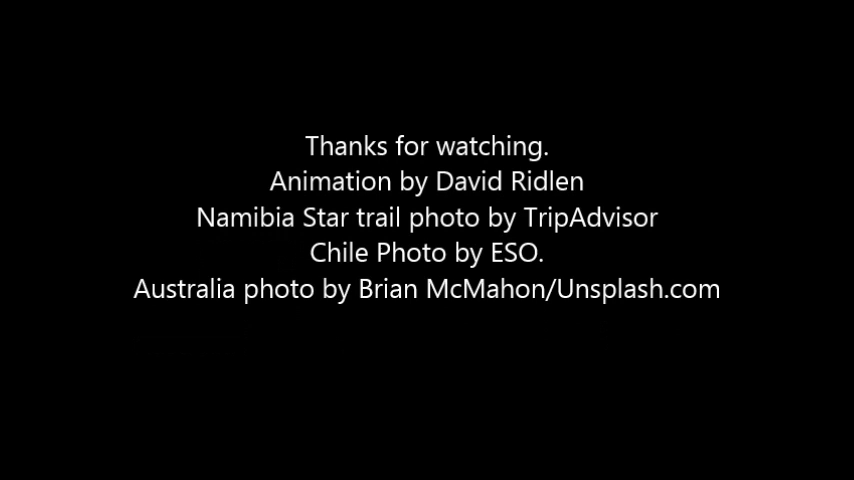 Thanks for watching.
Animation by David Ridlen
Namibia Star trail photo by TripAdvisor
Chile Photo by ESO.
Australia photo by Brian McMahon/Unsplash.com